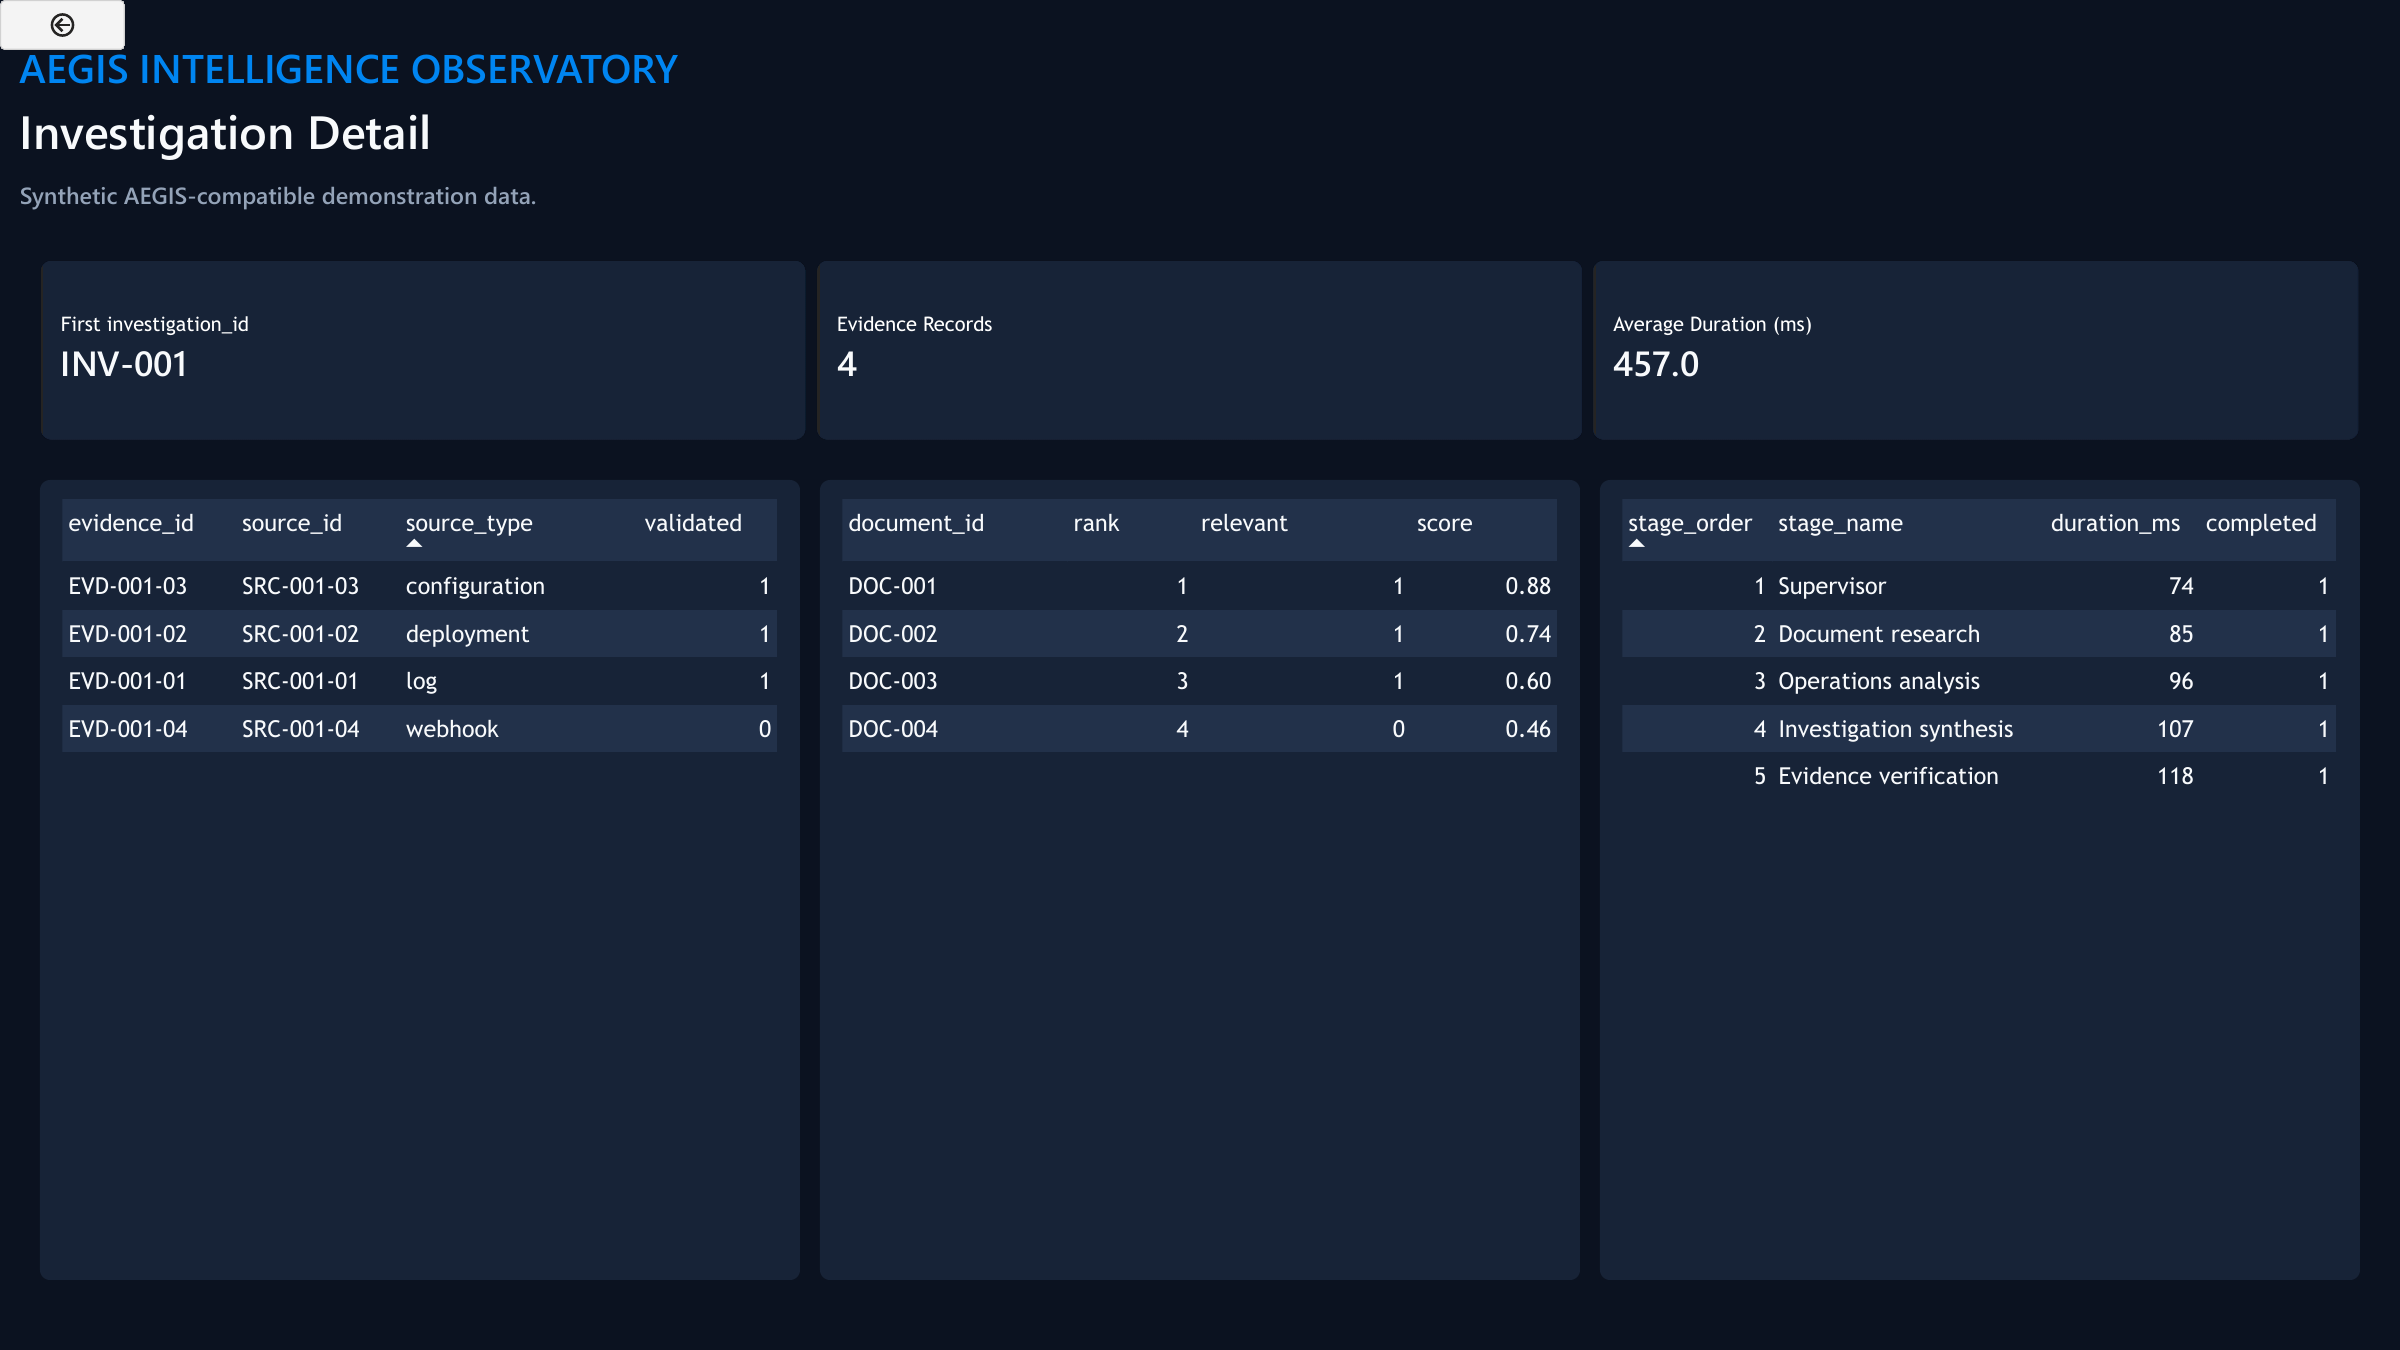 AEGIS INTELLIGENCE OBSERVATORY
Investigation Detail
Synthetic AEGIS-compatible demonstration data.
First investigation_id
INV-001
Evidence Records
4
Average Duration (ms)
457.0
evidence_id source_id source_type validated
EVD-001-03 SRC-001-03 configuration 1
EVD-001-02 SRC-001-02 deployment 1
EVD-001-01 SRC-001-01 log 1
EVD-001-04 SRC-001-04 webhook 0
document_id rank relevant score
DOC-001 1 1 0.88
DOC-002 2 1 0.74
DOC-003 3 1 0.60
DOC-004 4 0 0.46
stage_order stage_name duration_ms completed
1 Supervisor 74 1
2 Document research 85 1
3 Operations analysis 96 1
4 Investigation synthesis 107 1
5 Evidence verification 118 1